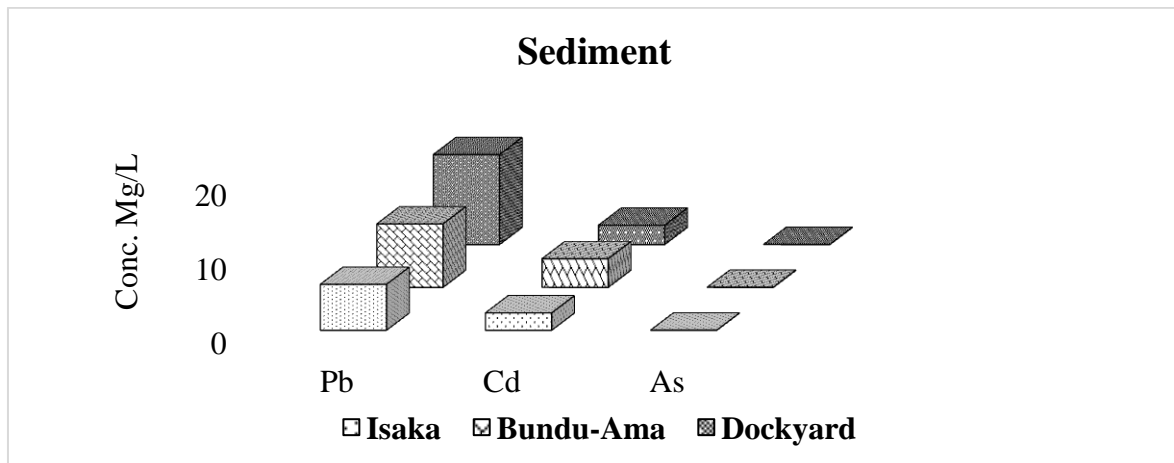 Sediment
Conc. Mg/L
20
10
0
Pb Cd As
Isaka Bundu-Ama Dockyard